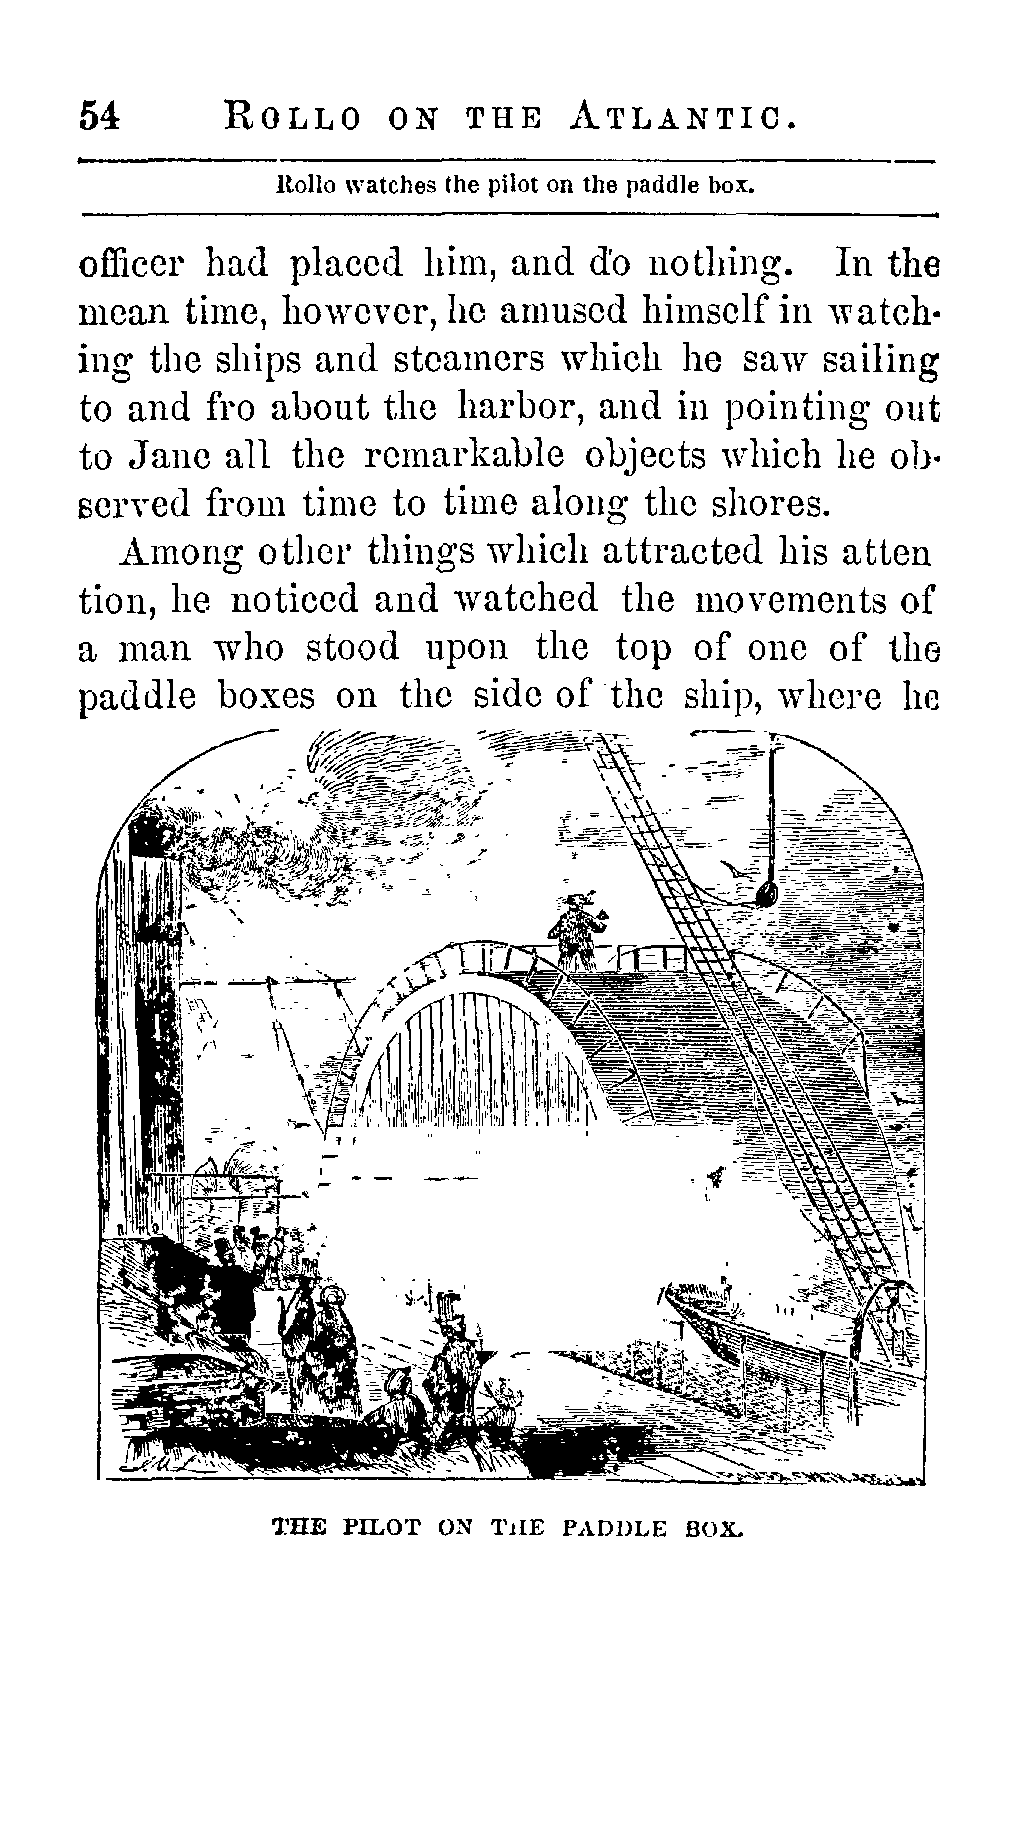 54 ROLLO ON THE ATLANTIC.
Rollo watches the pilot on the paddle box.
officer had placed him, and do nothing. In the
mean time, however, he amused himself in watch-
ing the ships and steamers which he saw sailing
to and fro about the harbor, and in pointing out
to Jane all the remarkable objects which he ob-
served from time to time along the shores.
Among other things which attracted his atten
tion, he noticed and watched the movements of
a man who stood upon the top of one of the
paddle boxes on the side of the ship, where he
THE PILOT ON THE PADDLE BOX.